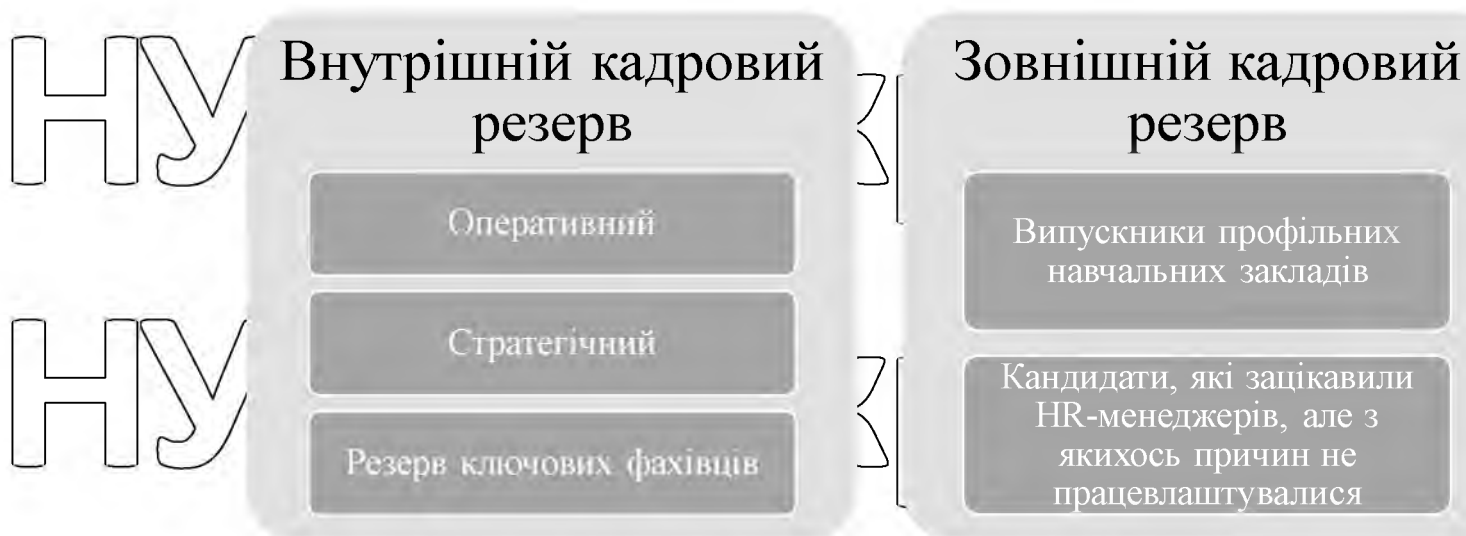 НУ
Внутрішній кадровий
резерв
Оперативний
Стратегічний
Резерв ключових фахівців
Зовнішній кадровий
резерв
Випускники профільних
навчальних закладів
Кандидати, які зацікавили
HR-менеджерів, але з
якихось причин не
працевлаштувалися
НУ